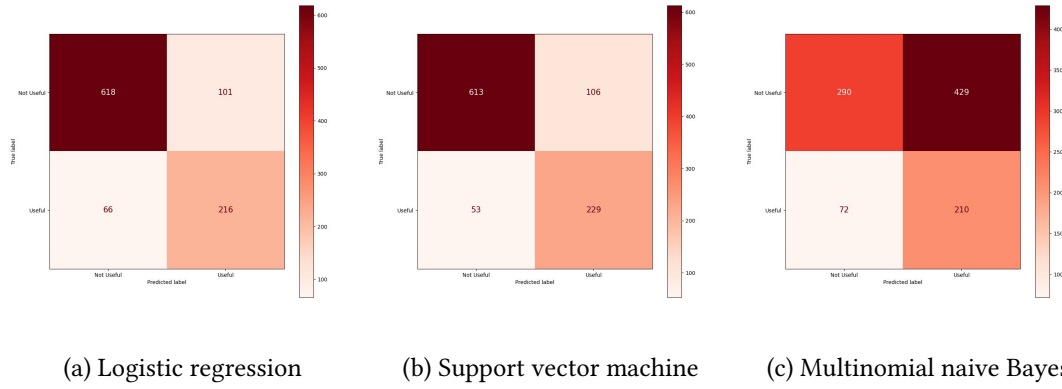 600
500
400
300
200
100
Not Useful
Useful
True label
618
101
66
216
Not Useful
Useful
Predicted label
600
500
400
300
200
100
Not Useful
Useful
True label
613
106
53
229
Not Useful
Useful
Predicted label
400
350
300
250
200
150
100
Not Useful
Useful
True label
290
429
72
210
Not Useful
Useful
Predicted label
(a) Logistic regression
(b) Support vector machine
(c) Multinomial naive Baye